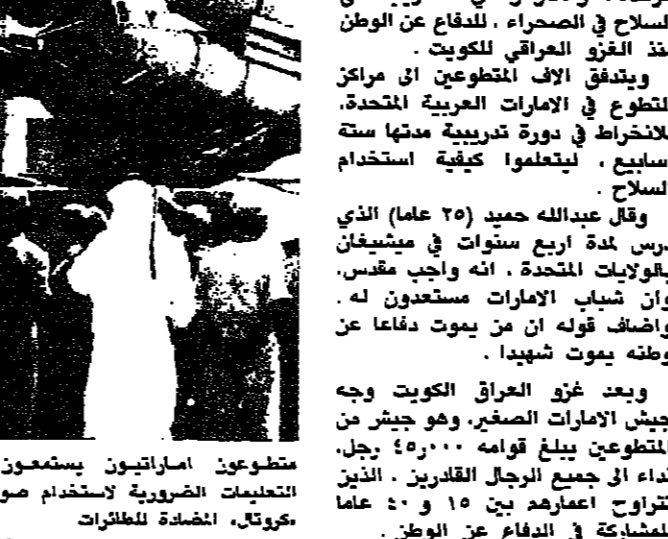 السلاح في الصحراء ، للدفاع عن الوطن
منذ الغزو العراقي للكويت .
ويتدفق الاف المتطوعين الى مراكز
التطوع في الامارات العربية المتحدة،
للانخراط في دورة تدريبية مدتها ستة
اسابيع ، ليتعلموا كيفية استخدام
السلاح .
وقال عبدالله حميد (٢٥ عاما) الذي
درس لمدة اربع سنوات في ميشيغان
بالولايات المتحدة ، انه واجب مقدس،
وان شباب الامارات مستعدون له .
واضاف قوله ان من يموت دفاعا عن
وطنه يموت شهيدا .
وبعد غزو العراق الكويت وجه
جيش الامارات الصغير، وهو جيش من
المتطوعين يبلغ قوامه ٤٥٫٠٠٠ رجل،
نداء الى جميع الرجال القادرين ، الذين
تتراوح اعمارهم بين ١٥ و ٤٠ عاما
للمشاركة في الدفاع عن الوطن .
متطوعون اماراتيون يستمعون
التعليمات الضرورية لاستخدام صو
«كروتال» المضادة للطائرات